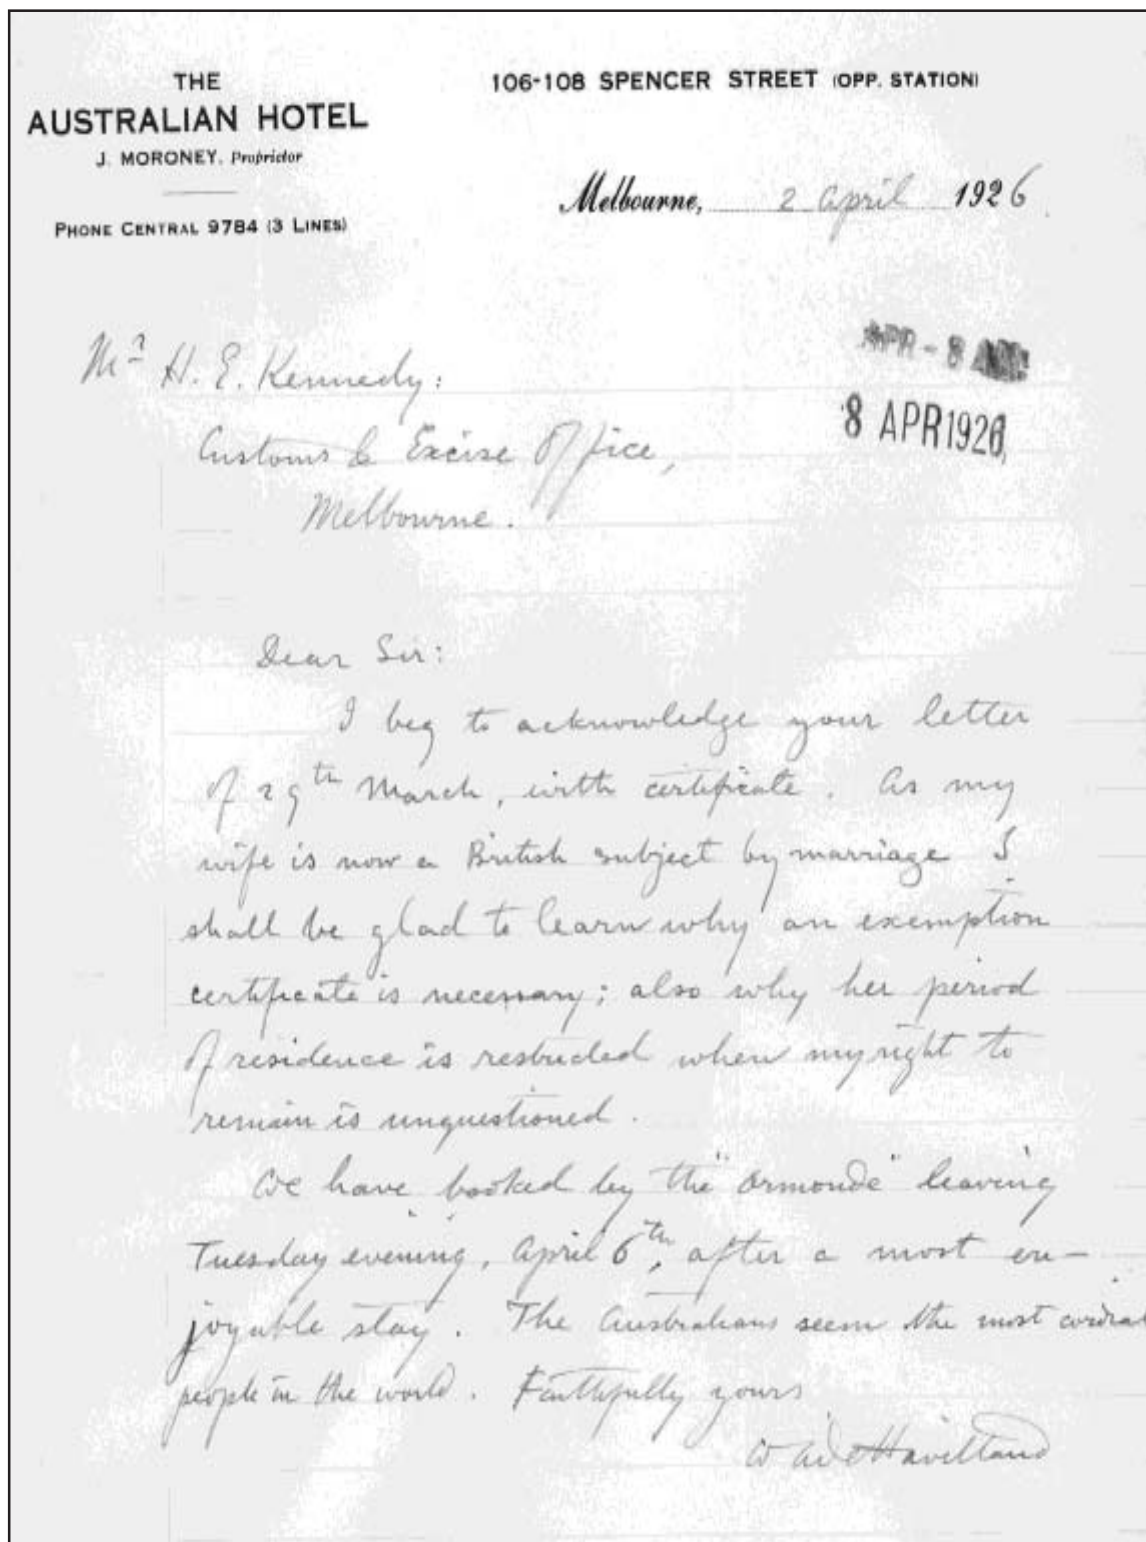 THE
AUSTRALIAN HOTEL
J. MORONEY, Proprietor
PHONE CENTRAL 9784 (3 LINES)
106-108 SPENCER STREET (OPP. STATION)
Melbourne, 2 April 1926
APR - 8
8 APR 1926
Mr H. E. Kennedy:
Customs & Excise Office,
Melbourne.
Dear Sir:
I beg to acknowledge your letter
of 29th March, with certificate. As my
wife is now a British subject by marriage I
shall be glad to learn why an exemption
certificate is necessary; also why her period
of residence is restricted when my right to
remain is unquestioned.
We have booked by the "Ormonde" leaving
Tuesday evening, April 6th, after a most en-
joyable stay. The Australians seem the most cordial
people in the world. Faithfully yours
W A de Havilland